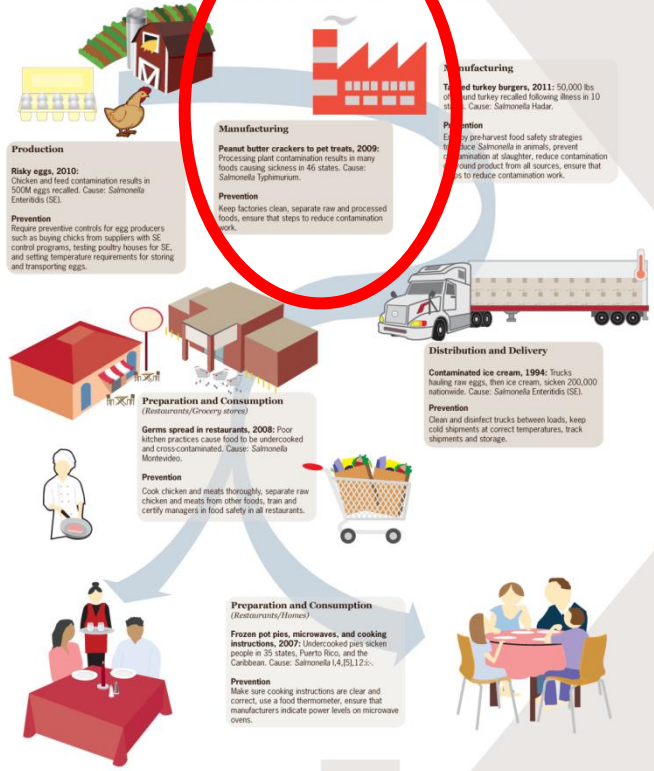 Production
Risky eggs, 2010:
Chicken and feed contamination results in
500M eggs recalled. Cause: Salmonella
Enteritidis (SE).
Prevention
Require preventive controls for egg producers
such as buying chicks from suppliers with SE
control programs, testing poultry houses for SE,
and setting temperature requirements for storing
and transporting eggs.
Manufacturing
Peanut butter crackers to pet treats, 2009:
Processing plant contamination results in many
foods causing sickness in 46 states. Cause:
Salmonella Typhimurium.
Prevention
Keep factories clean, separate raw and processed
foods, ensure that steps to reduce contamination
work.
turkey burgers, 2011: 50,000 lbs
turkey recalled following illness in 10
Cause: Salmonella Hadar.
pre-harvest food safety strategies
Salmonella in animals, prevent
at slaughter, reduce contamination
product from all sources, ensure that
to reduce contamination work.
Distribution and Delivery
Contaminated ice cream, 1994: Trucks
hauling raw eggs, then ice cream, sicken 200,000
nationwide. Cause: Salmonella Enteritidis (SE).
Prevention
Clean and disinfect trucks between loads, keep
cold shipments at correct temperatures, track
shipments and storage.
Preparation and Consumption
(Restaurants/Grocery stores)
Germs spread in restaurants, 2008: Poor
kitchen practices cause food to be undercooked
and cross-contaminated. Cause: Salmonella
Montevideo.
Prevention
Cook chicken and meats thoroughly, separate raw
chicken and meats from other foods, train and
certify managers in food safety in all restaurants.
Preparation and Consumption
(Restaurants/Homes)
Frozen pot pies, microwaves, and cooking
instructions, 2007: Undercooked pies sicken
people in 35 states, Puerto Rico, and the
Caribbean. Cause: Salmonella I,4,[5],12:i:-.
Prevention
Make sure cooking instructions are clear and
correct, use a food thermometer, ensure that
manufacturers indicate power levels on microwave
ovens.